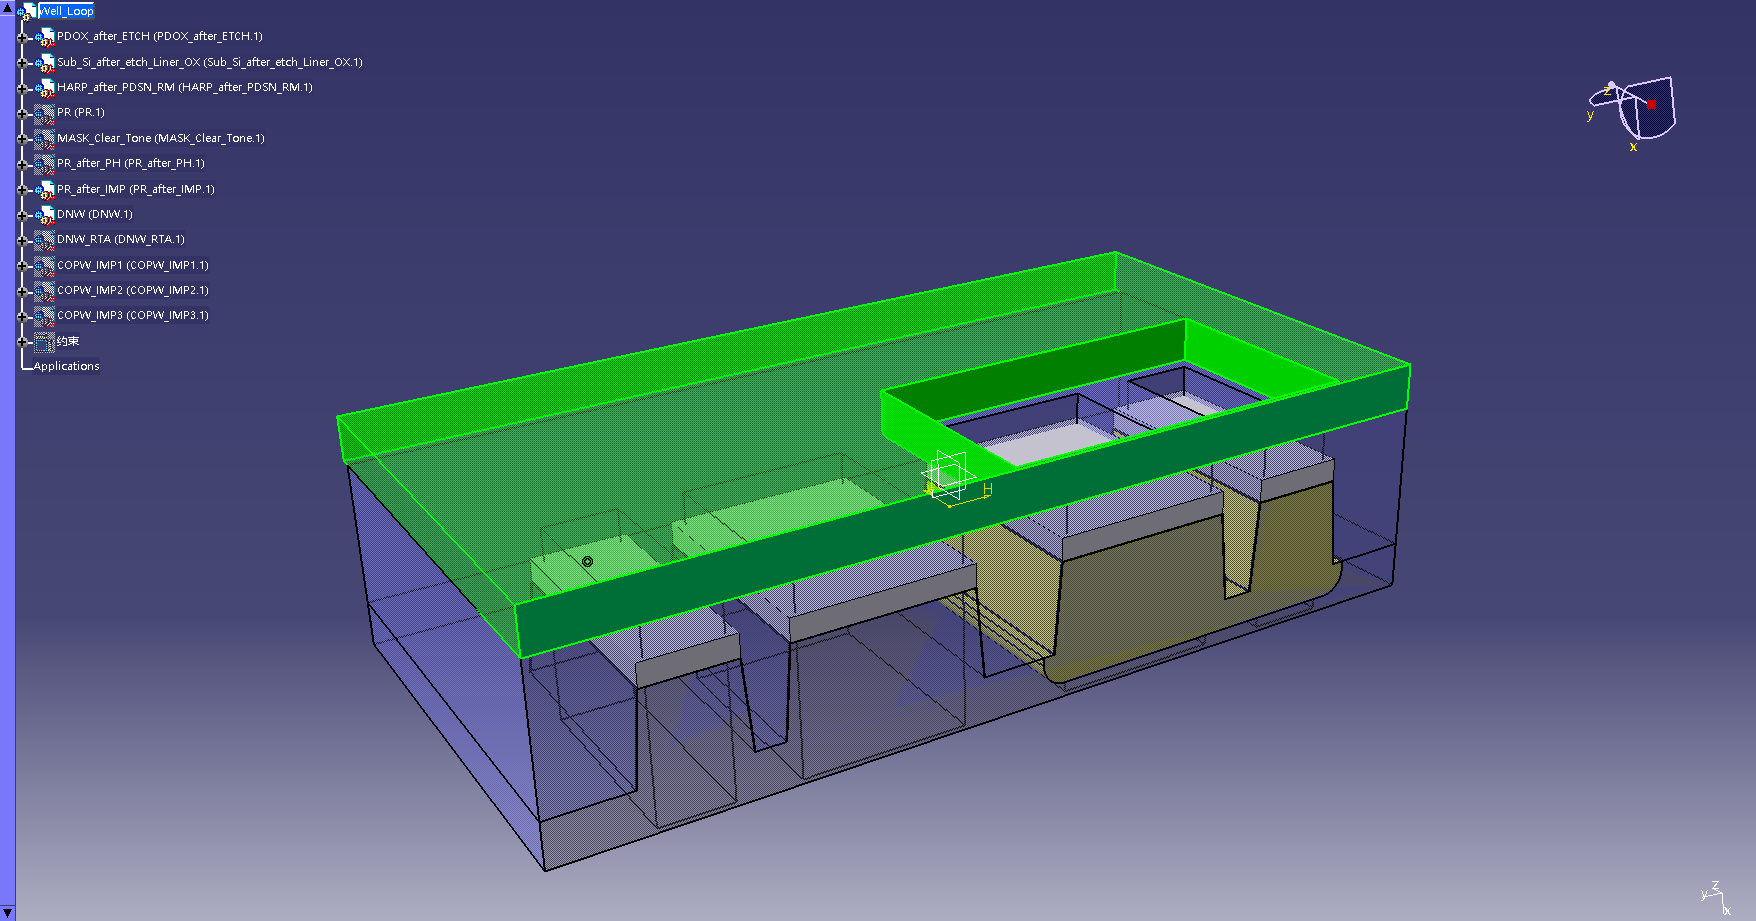 Well_Loop
PDOX_after_ETCH (PDOX_after_ETCH.1)
Sub_Si_after_etch_Liner_OX (Sub_Si_after_etch_Liner_OX.1)
HARP_after_PDSN_RM (HARP_after_PDSN_RM.1)
PR (PR.1)
MASK_Clear_Tone (MASK_Clear_Tone.1)
PR_after_PH (PR_after_PH.1)
PR_after_IMP (PR_after_IMP.1)
DNW (DNW.1)
DNW_RTA (DNW_RTA.1)
COPW_IMP1 (COPW_IMP1.1)
COPW_IMP2 (COPW_IMP2.1)
COPW_IMP3 (COPW_IMP3.1)
约束
Applications
z
y
x
H
z
y
x